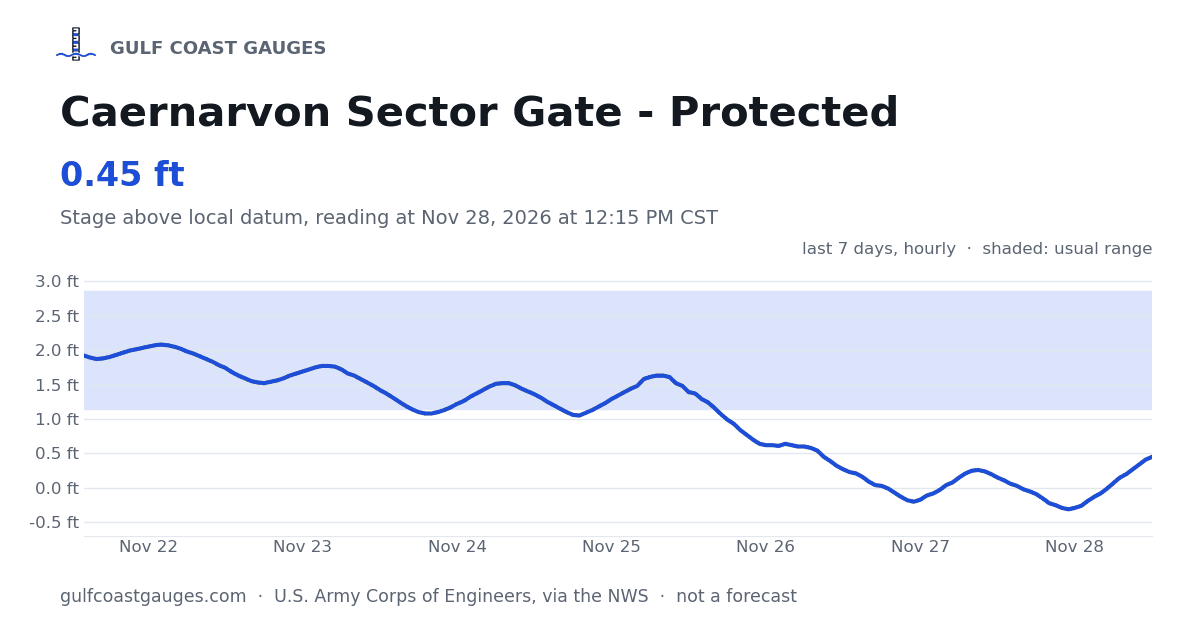 GULF COAST GAUGES
Caernarvon Sector Gate - Protected
0.45 ft
Stage above local datum, reading at Nov 28, 2026 at 12:15 PM CST
last 7 days, hourly · shaded: usual range
3.0 ft
2.5 ft
2.0 ft
1.5 ft
1.0 ft
0.5 ft
0.0 ft
-0.5 ft
Nov 22 Nov 23 Nov 24 Nov 25 Nov 26 Nov 27 Nov 28
gulfcoastgauges.com · U.S. Army Corps of Engineers, via the NWS · not a forecast